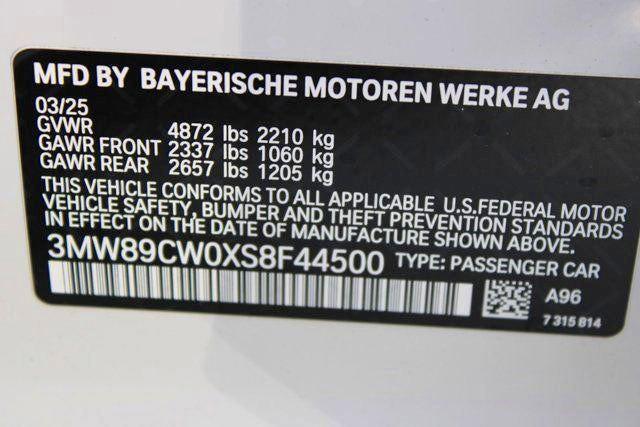 MFD BY BAYERISCHE MOTOREN WERKE AG
03/25
GVWR 4872 lbs 2210 kg
GAWR FRONT 2337 lbs 1060 kg
GAWR REAR 2657 lbs 1205 kg
THIS VEHICLE CONFORMS TO ALL APPLICABLE U.S.FEDERAL MOTOR
VEHICLE SAFETY, BUMPER AND THEFT PREVENTION STANDARDS
IN EFFECT ON THE DATE OF MANUFACTURE SHOWN ABOVE.
3MW89CW0XS8F44500 TYPE: PASSENGER CAR
A96
7 315 814